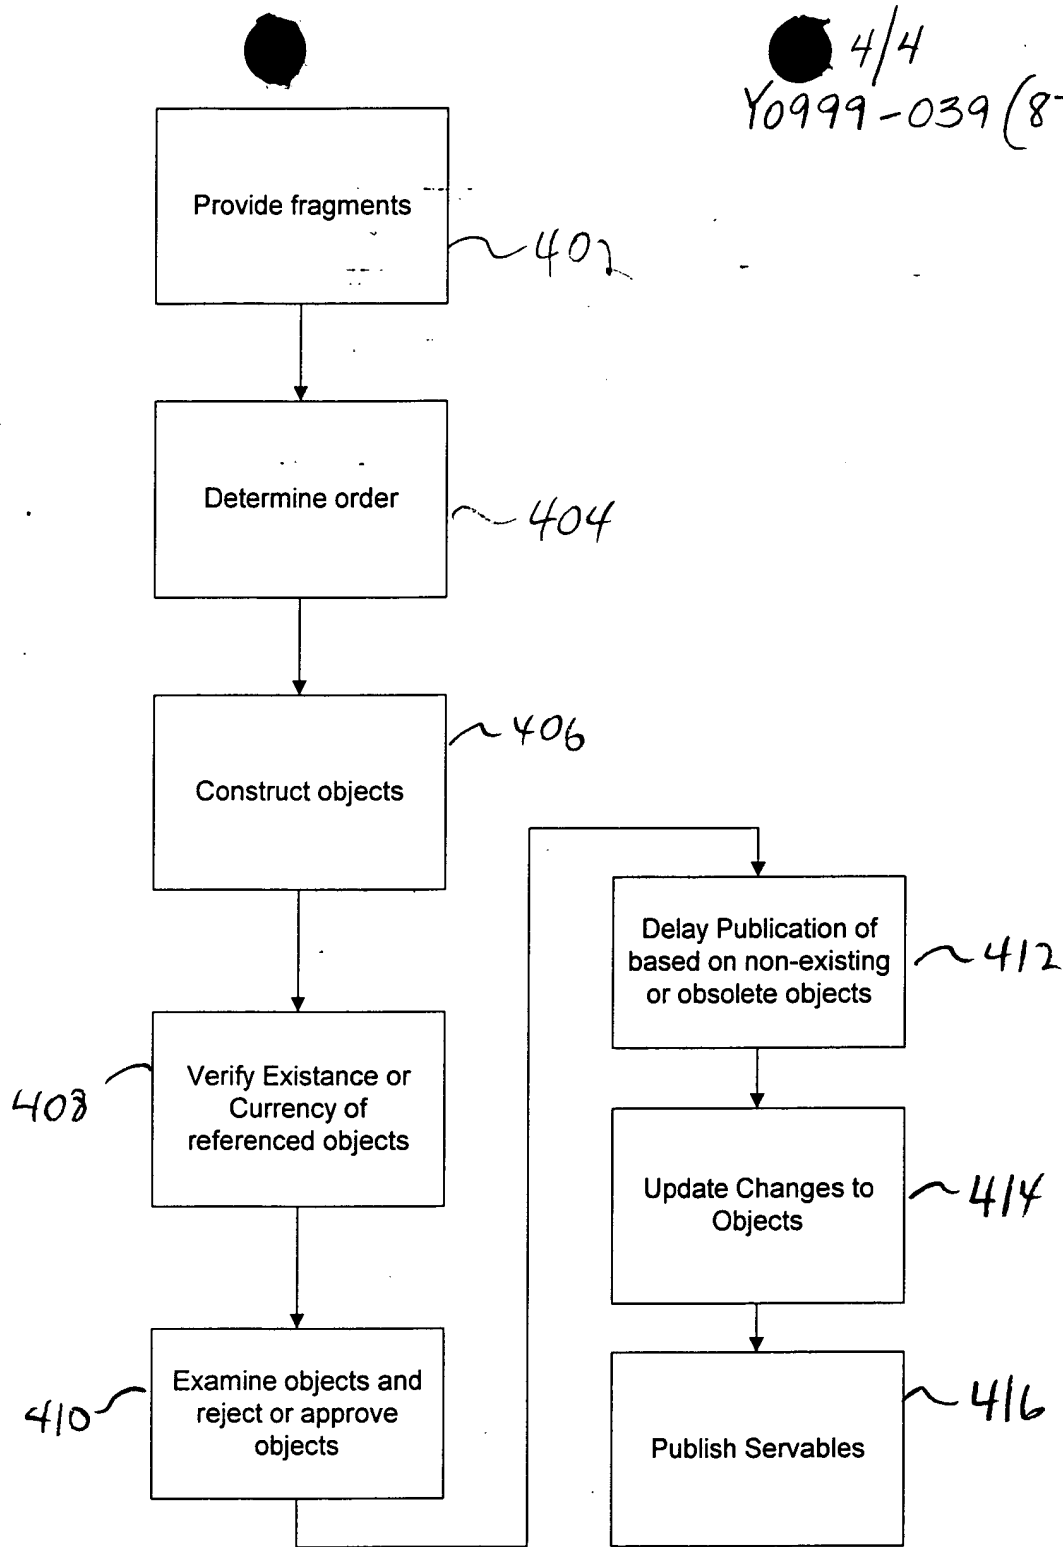 4/4
Y0999-039 (8-
Provide fragments
402
Determine order
404
Construct objects
406
Verify Existance or
Currency of
referenced objects
408
Examine objects and
reject or approve
objects
410
Delay Publication of
based on non-existing
or obsolete objects
412
Update Changes to
Objects
414
Publish Servables
416